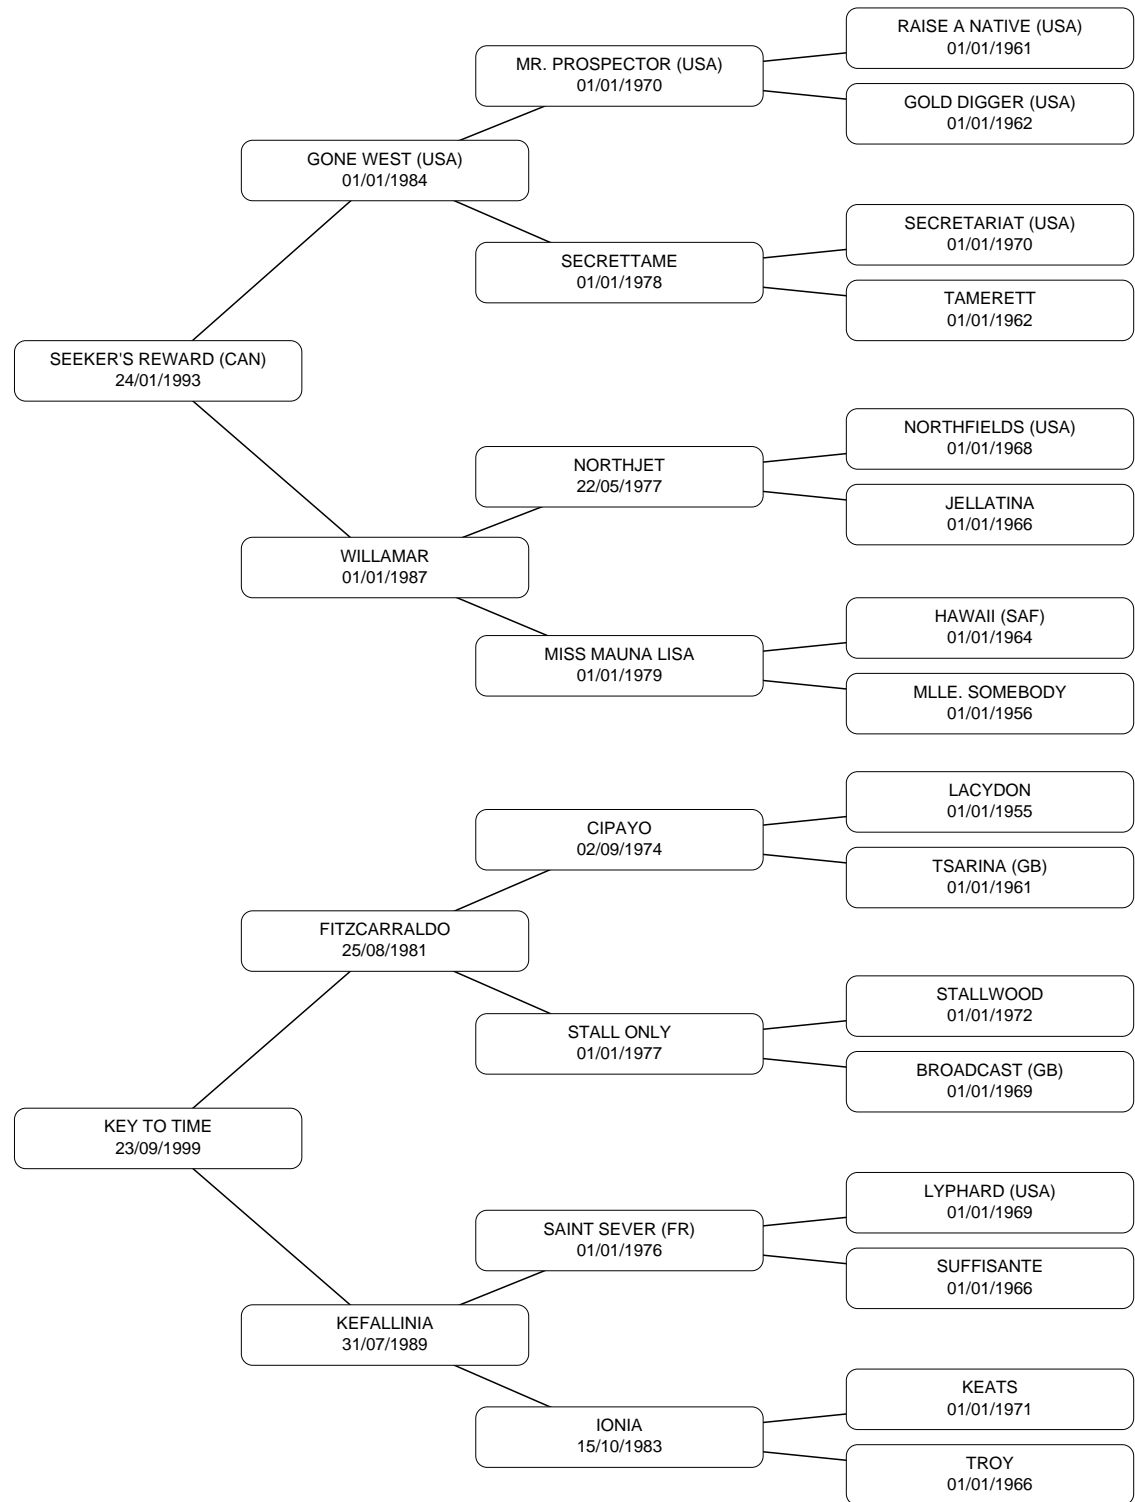 RAISE A NATIVE (USA)
01/01/1961
MR. PROSPECTOR (USA)
01/01/1970
GOLD DIGGER (USA)
01/01/1962
GONE WEST (USA)
01/01/1984
SECRETARIAT (USA)
01/01/1970
SECRETTAME
01/01/1978
TAMERETT
01/01/1962
SEEKER'S REWARD (CAN)
24/01/1993
NORTHFIELDS (USA)
01/01/1968
NORTHJET
22/05/1977
JELLATINA
01/01/1966
WILLAMAR
01/01/1987
HAWAII (SAF)
01/01/1964
MISS MAUNA LISA
01/01/1979
MLLE. SOMEBODY
01/01/1956
LACYDON
01/01/1955
CIPAYO
02/09/1974
TSARINA (GB)
01/01/1961
FITZCARRALDO
25/08/1981
STALLWOOD
01/01/1972
STALL ONLY
01/01/1977
BROADCAST (GB)
01/01/1969
KEY TO TIME
23/09/1999
LYPHARD (USA)
01/01/1969
SAINT SEVER (FR)
01/01/1976
SUFFISANTE
01/01/1966
KEFALLINIA
31/07/1989
KEATS
01/01/1971
IONIA
15/10/1983
TROY
01/01/1966